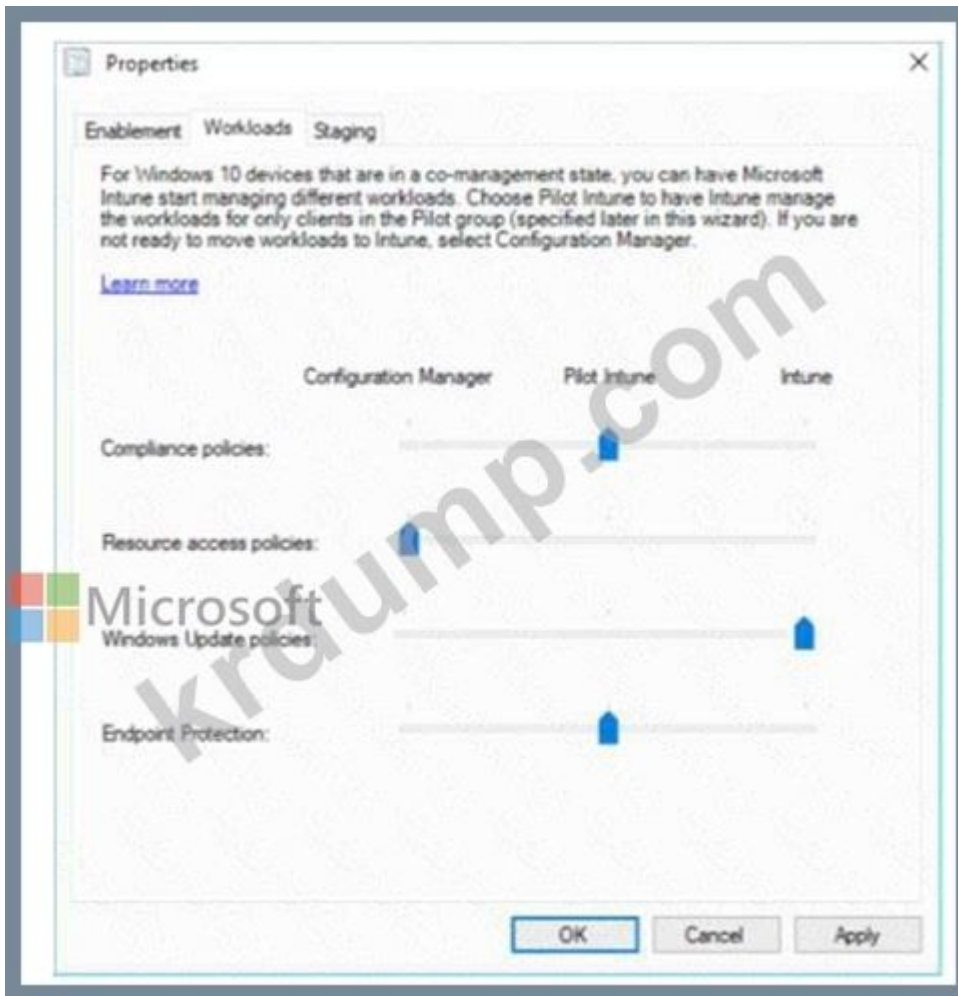 Properties
Enablement Workloads Staging
For Windows 10 devices that are in a co-management state, you can have Microsoft
Intune start managing different workloads. Choose Pilot Intune to have Intune manage
the workloads for only clients in the Pilot group (specified later in this wizard). If you are
not ready to move workloads to Intune, select Configuration Manager.
Learn more
Configuration Manager Pilot Intune Intune
Compliance policies:
Resource access policies:
Microsoft
Windows Update policies:
Endpoint Protection:
krdump.com
OK Cancel Apply